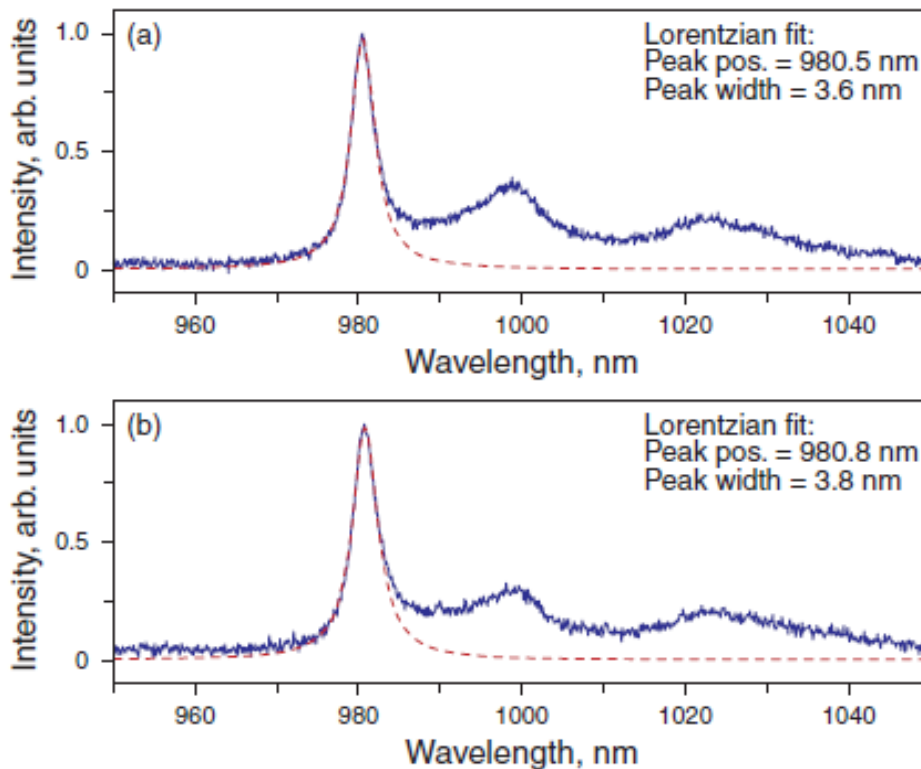 (a)
Lorentzian fit:
Peak pos. = 980.5 nm
Peak width = 3.6 nm
Intensity, arb. units
1.0
0.5
0
960 980 1000 1020 1040
Wavelength, nm
(b)
Lorentzian fit:
Peak pos. = 980.8 nm
Peak width = 3.8 nm
Intensity, arb. units
1.0
0.5
0
960 980 1000 1020 1040
Wavelength, nm